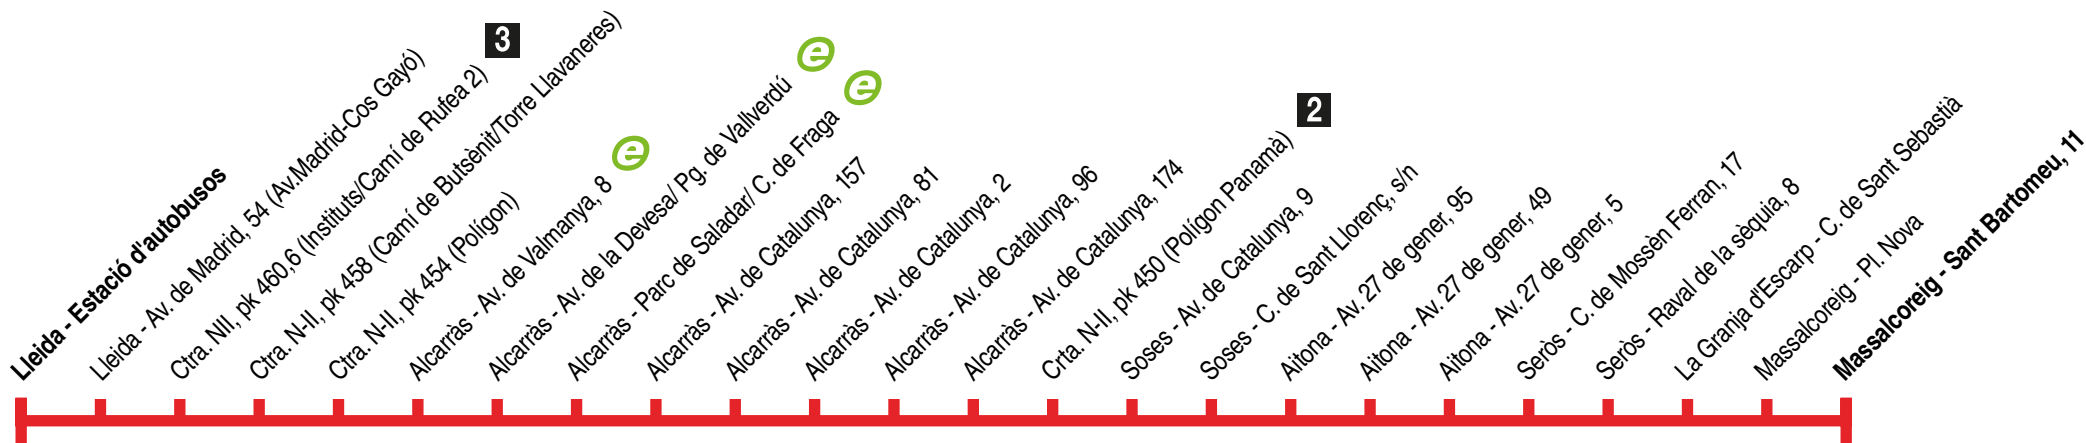 Lleida - Estació d'autobusos
Lleida - Av. de Madrid, 54 (Av.Madrid-Cos Gayó)
Ctra. NII, pk 460,6 (Instituts/Camí de Rufea 2) 3
Ctra. N-II, pk 458 (Camí de Butsènit/Torre Llavaneres)
Ctra. N-II, pk 454 (Polígon)
Alcarràs - Av. de Valmanya, 8 e
Alcarràs - Av. de la Devesa/ Pg. de Vallverdú e
Alcarràs - Parc de Saladar/ C. de Fraga e
Alcarràs - Av. de Catalunya, 157
Alcarràs - Av. de Catalunya, 81
Alcarràs - Av. de Catalunya, 2
Alcarràs - Av. de Catalunya, 96
Alcarràs - Av. de Catalunya, 174
Crta. N-II, pk 450 (Polígon Panamà) 2
Soses - Av. de Catalunya, 9
Soses - C. de Sant Llorenç, s/n
Aitona - Av. 27 de gener, 95
Aitona - Av. 27 de gener, 49
Aitona - Av. 27 de gener, 5
Seròs - C. de Mossèn Ferran, 17
Seròs - Raval de la sèquia, 8
La Granja d'Escarp - C. de Sant Sebastià
Massalcoreig - Pl. Nova
Massalcoreig - Sant Bartomeu, 11